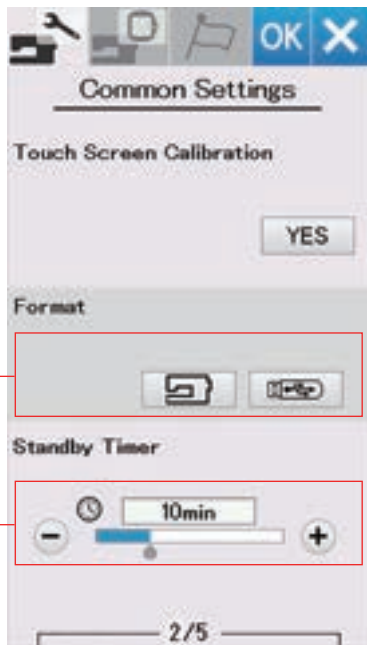 OK
Common Settings
Touch Screen Calibration
YES
Format
Standby Timer
10min
2/5